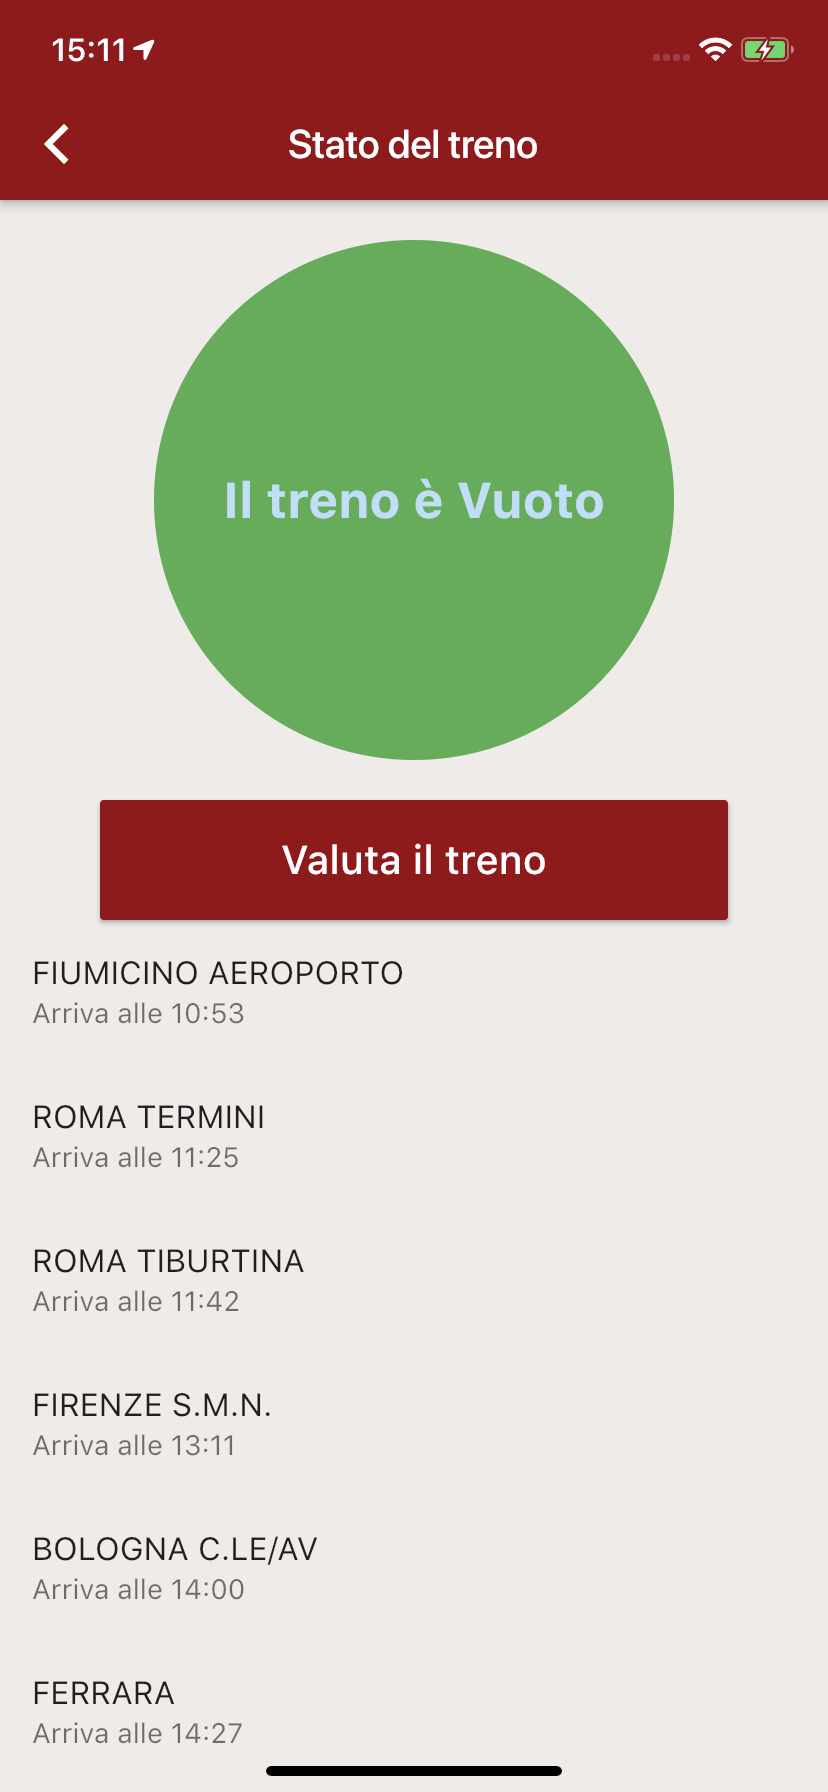 15:11
Stato del treno
Il treno è Vuoto
Valuta il treno
FIUMICINO AEROPORTO
Arriva alle 10:53
ROMA TERMINI
Arriva alle 11:25
ROMA TIBURTINA
Arriva alle 11:42
FIRENZE S.M.N.
Arriva alle 13:11
BOLOGNA C.LE/AV
Arriva alle 14:00
FERRARA
Arriva alle 14:27